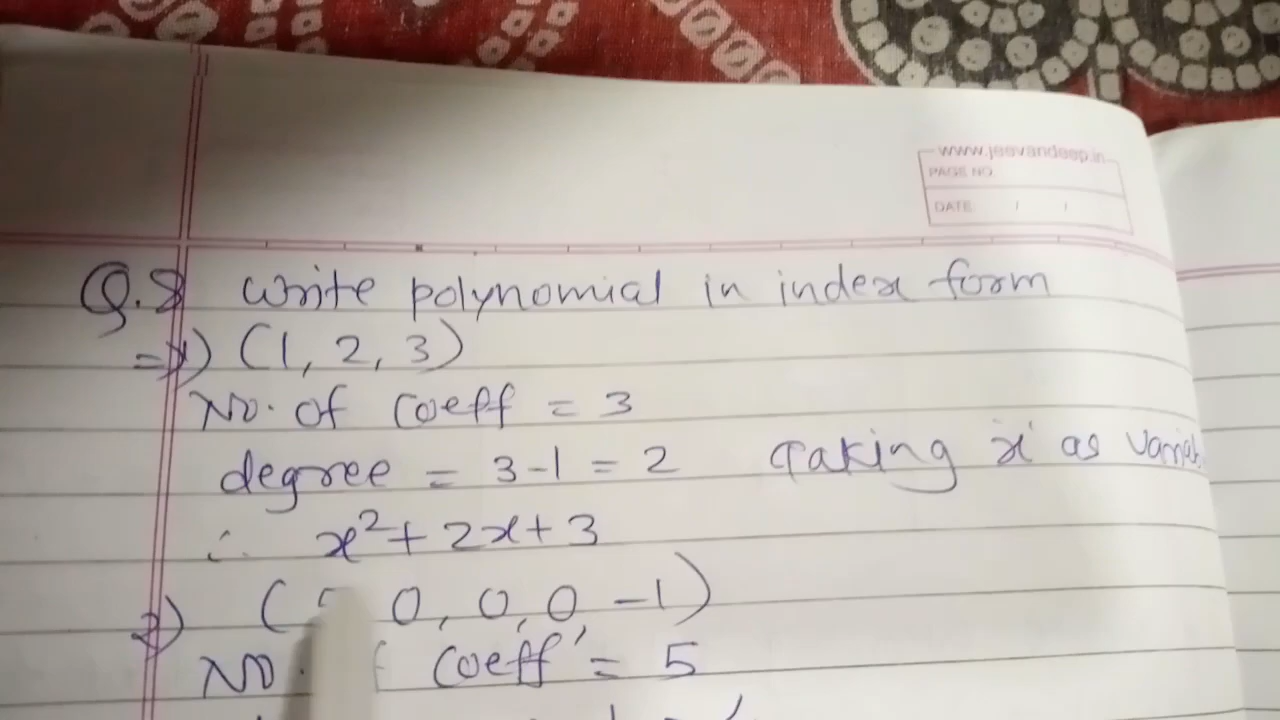 www.jeevandeep.in
PAGE NO.
DATE: / /
Q.8 Write polynomial in index form
=> 1) (1, 2, 3)
No. of coeff = 3
degree = 3-1 = 2 Taking 'x' as
∴ x²+2x+3
2) ( 0, 0, 0, -1)
No. coeff = 5